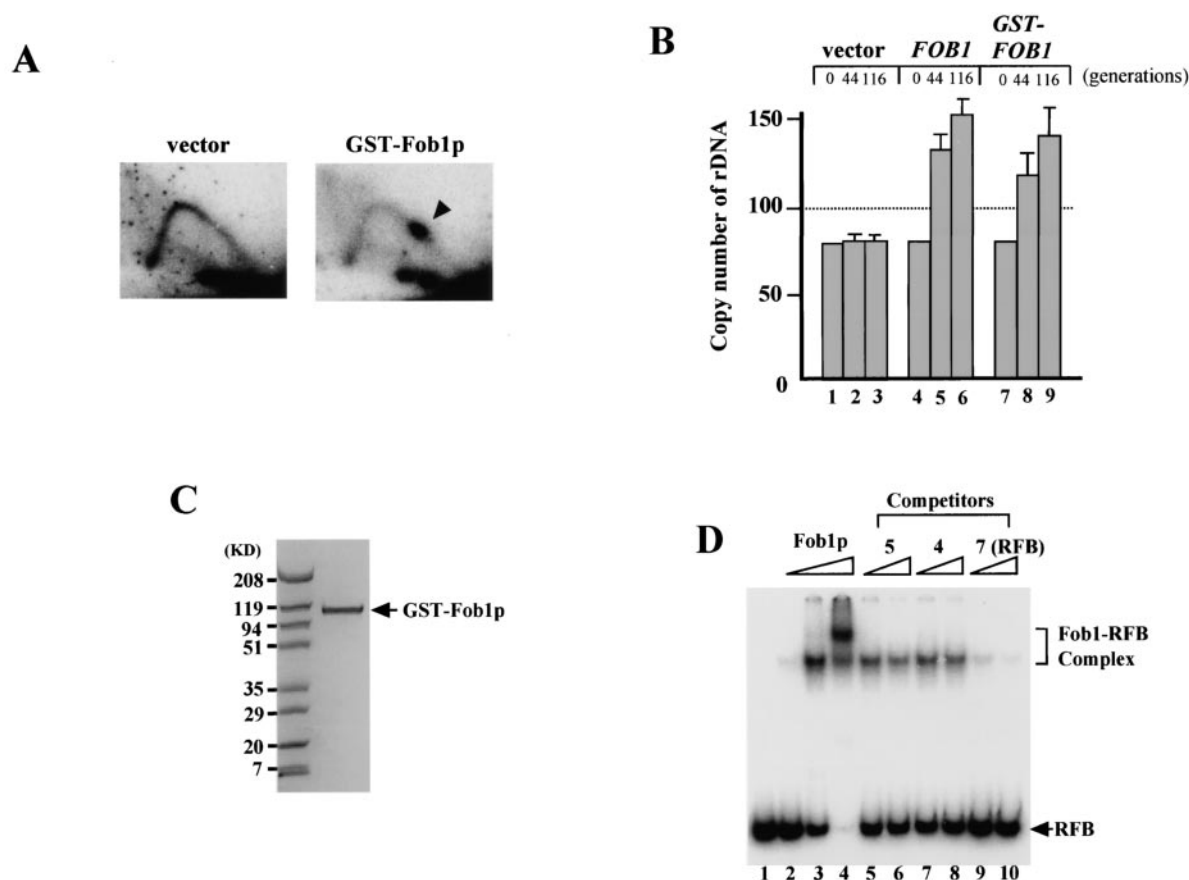 A
vector
GST-Fob1p
B
vector
FOB1
GST-
FOB1
0 44 116
0 44 116
0 44 116
(generations)
Copy number of rDNA
150
100
50
0
1 2 3 4 5 6 7 8 9
C
(KD)
208
119
94
51
35
29
20
7
GST-Fob1p
D
Competitors
Fob1p
5
4
7 (RFB)
Fob1-RFB
Complex
RFB
1 2 3 4 5 6 7 8 9 10